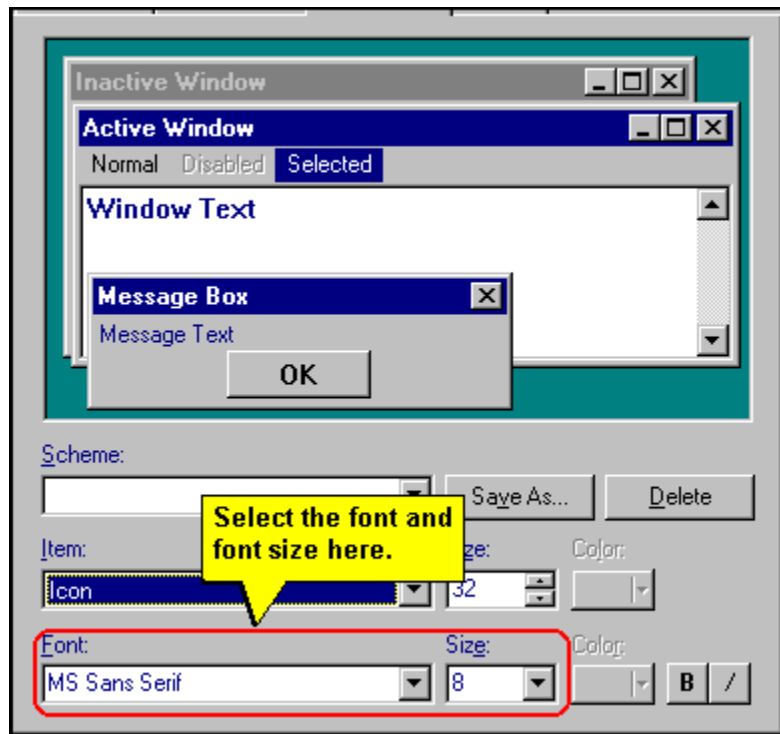 Inactive Window
Active Window
Normal Disabled Selected
Window Text
Message Box
Message Text
OK
Scheme:
Save As... Delete
Select the font and
font size here.
Item: Color:
Icon 32
Font: Size: Color:
MS Sans Serif 8 B /